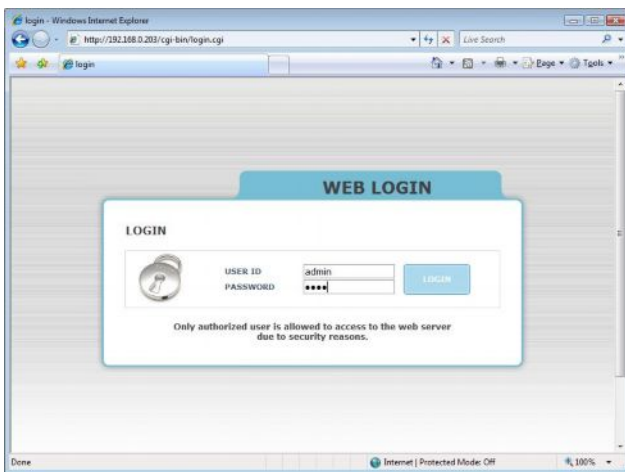 login - Windows Internet Explorer
http://192.168.0.203/cgi-bin/login.cgi
Live Search
login
Page
Tools
WEB LOGIN
LOGIN
USER ID admin
PASSWORD ●●●●
LOGIN
Only authorized user is allowed to access to the web server
due to security reasons.
Done
Internet | Protected Mode: Off
100%